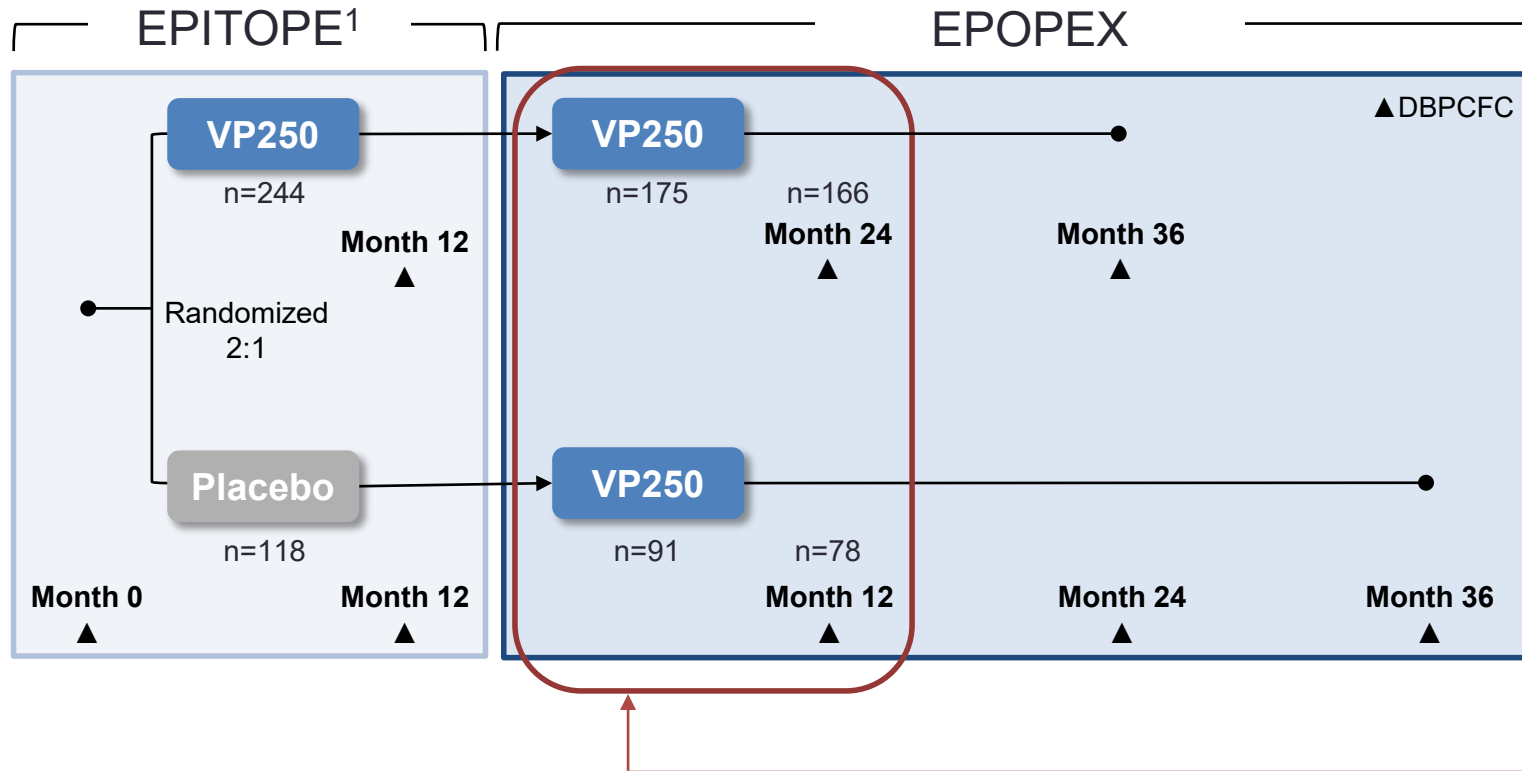 EPITOPE¹
EPOPEX
▲DBPCFC
VP250
n=244
Month 12
▲
VP250
n=175
n=166
Month 24
▲
Month 36
▲
Randomized
2:1
Placebo
n=118
Month 0
▲
Month 12
▲
VP250
n=91
n=78
Month 12
▲
Month 24
▲
Month 36
▲